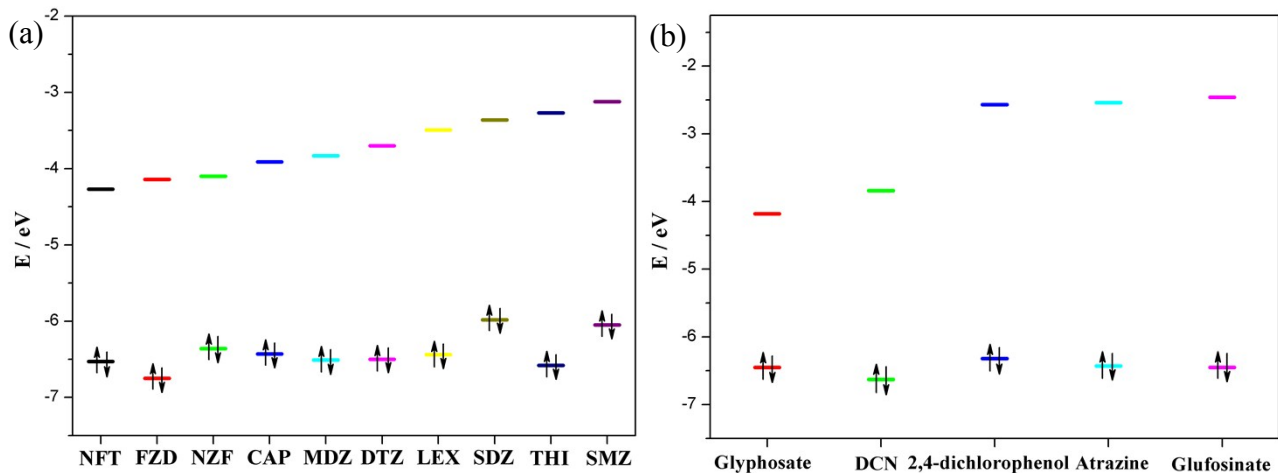 (a)
-2
-3
-4
-5
-6
-7
E / eV
NFT FZD NZF CAP MDZ DTZ LEX SDZ THI SMZ
(b)
-2
-3
-4
-5
-6
-7
E / eV
Glyphosate DCN 2,4-dichlorophenol Atrazine Glufosinate